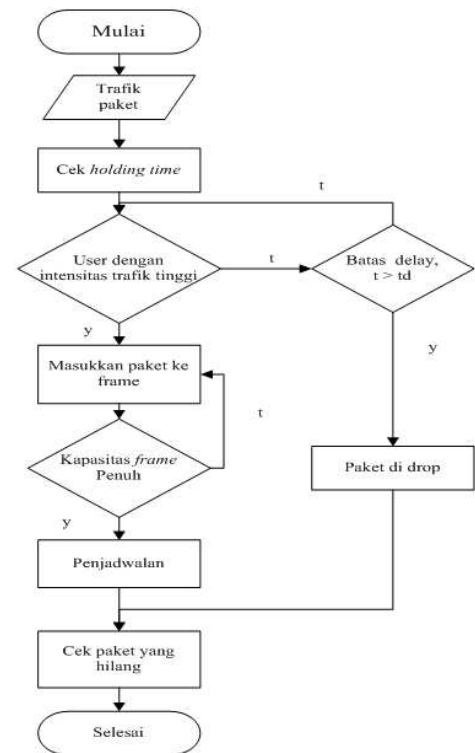 Mulai
Trafik
paket
Cek holding time
t
User dengan
intensitas trafik tinggi
t
Batas delay,
t > td
y
y
Masukkan paket ke
frame
t
Kapasitas frame
Penuh
Paket di drop
y
Penjadwalan
Cek paket yang
hilang
Selesai